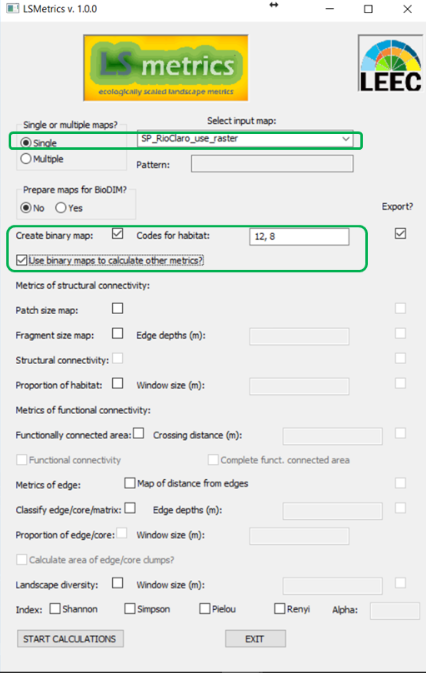 LSMetrics v. 1.0.0
LS metrics
ecologically scaled landscape metrics
LEEC
Single or multiple maps?
Select input map:
Single
SP_RioClaro_use_raster
Multiple
Pattern:
Prepare maps for BioDIM?
No Yes
Export?
Create binary map: Codes for habitat: 12, 8
Use binary maps to calculate other metrics?
Metrics of structural connectivity:
Patch size map:
Fragment size map: Edge depths (m):
Structural connectivity:
Proportion of habitat: Window size (m):
Metrics of functional connectivity:
Functionally connected area: Crossing distance (m):
Functional connectivity Complete funct. connected area
Metrics of edge: Map of distance from edges
Classify edge/core/matrix: Edge depths (m):
Proportion of edge/core: Window size (m):
Calculate area of edge/core clumps?
Landscape diversity: Window size (m):
Index: Shannon Simpson Pielou Renyi Alpha:
START CALCULATIONS EXIT